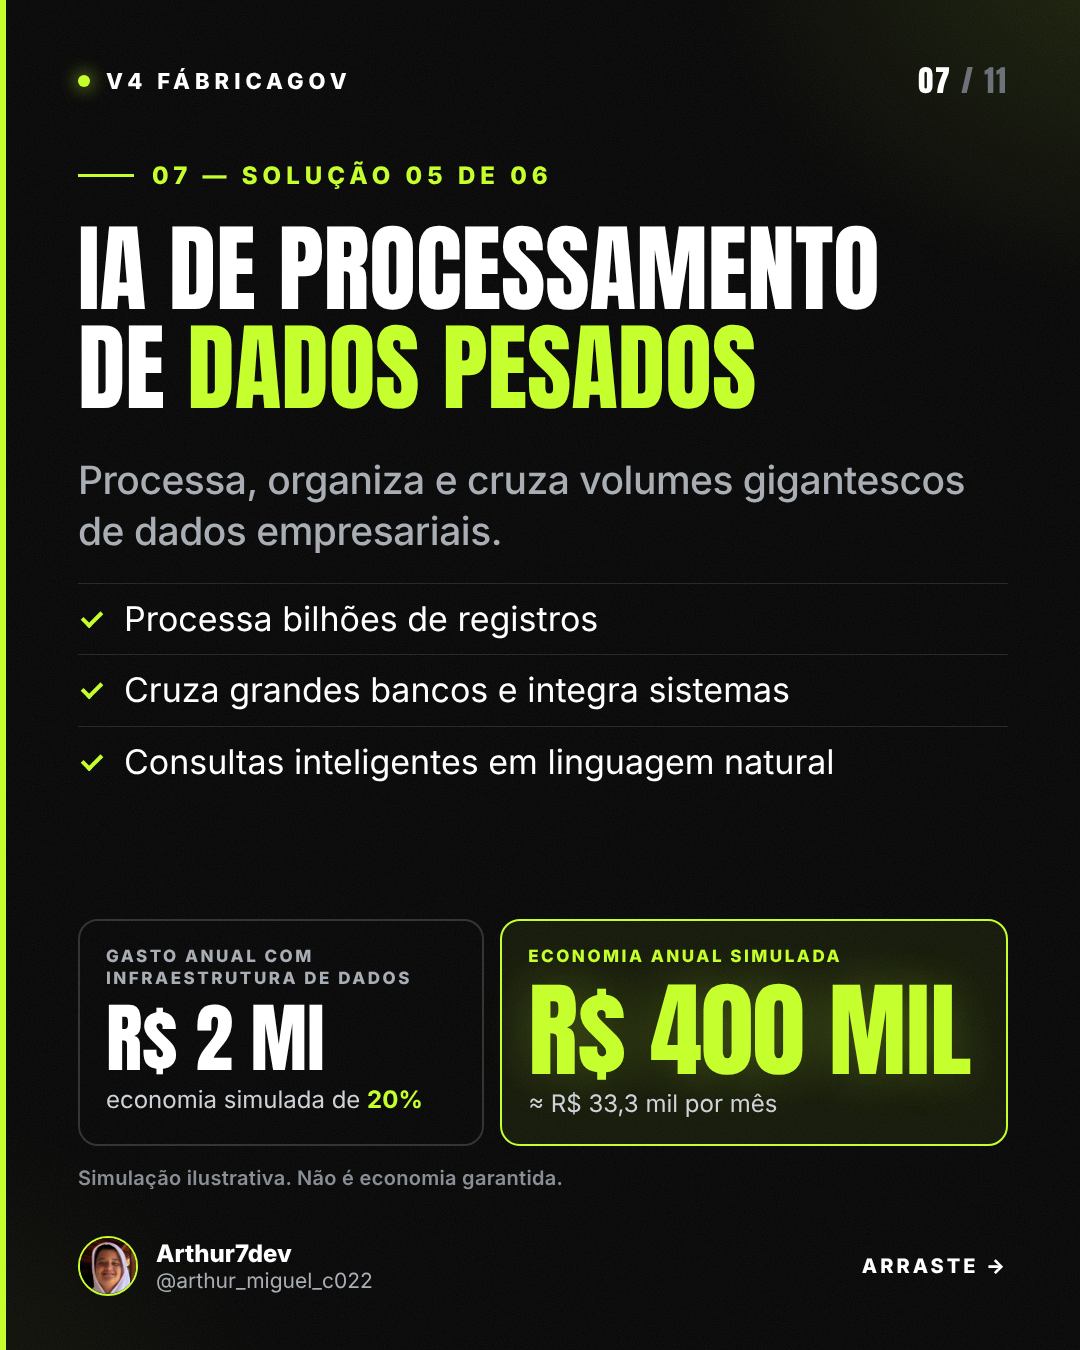 V4 FÁBRICAGOV
07 / 11
07 — SOLUÇÃO 05 DE 06
IA DE PROCESSAMENTO
DE DADOS PESADOS
Processa, organiza e cruza volumes gigantescos
de dados empresariais.
✓ Processa bilhões de registros
✓ Cruza grandes bancos e integra sistemas
✓ Consultas inteligentes em linguagem natural
GASTO ANUAL COM
INFRAESTRUTURA DE DADOS
R$ 2 MI
economia simulada de 20%
ECONOMIA ANUAL SIMULADA
R$ 400 MIL
≈ R$ 33,3 mil por mês
Simulação ilustrativa. Não é economia garantida.
Arthur7dev
@arthur_miguel_c022
ARRASTE →